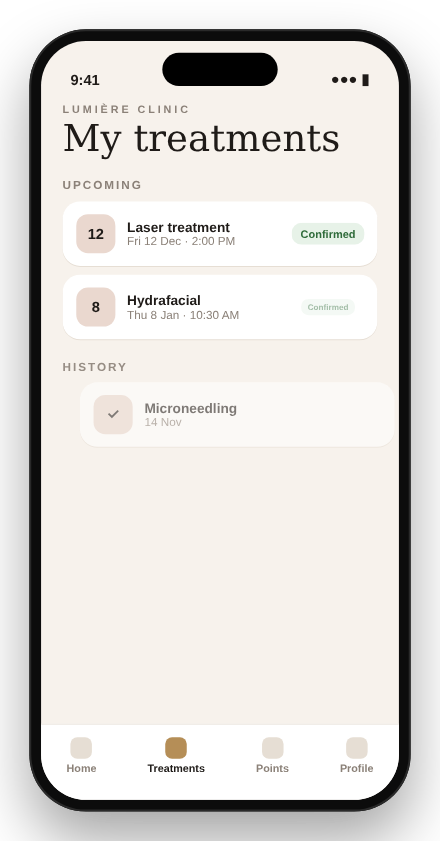 9:41
LUMIÈRE CLINIC
My treatments
UPCOMING
12
Laser treatment
Fri 12 Dec · 2:00 PM
Confirmed
8
Hydrafacial
Thu 8 Jan · 10:30 AM
Confirmed
HISTORY
Microneedling
14 Nov
Home Treatments Points Profile